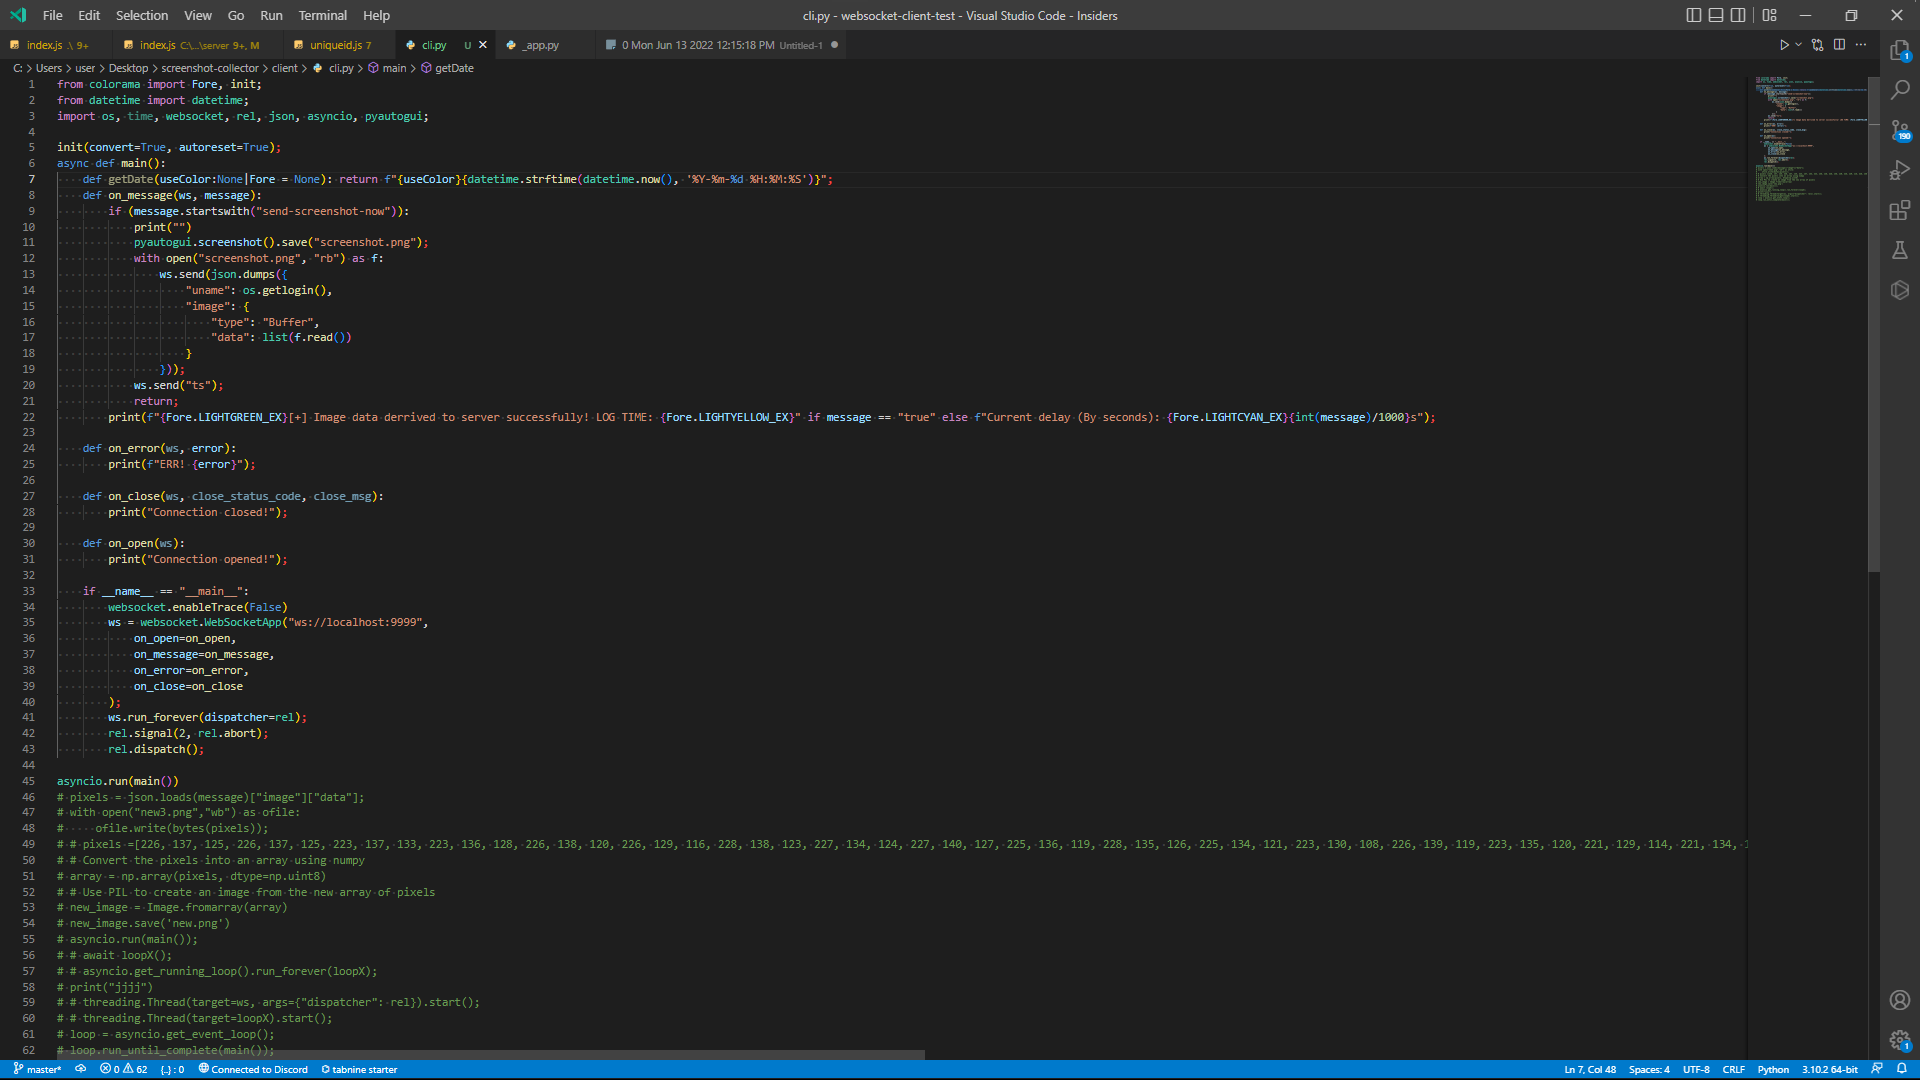 File Edit Selection View Go Run Terminal Help
cli.py - websocket-client-test - Visual Studio Code - Insiders
index.js .\ 9+ index.js C:\...\server 9+, M uniqueid.js 7 cli.py U _app.py 0 Mon Jun 13 2022 12:15:18 PM Untitled-1
C: > Users > user > Desktop > screenshot-collector > client > cli.py > main > getDate
1 from colorama import Fore, init;
2 from datetime import datetime;
3 import os, time, websocket, rel, json, asyncio, pyautogui;
4
5 init(convert=True, autoreset=True);
6 async def main():
7 def getDate(useColor:None|Fore = None): return f"{useColor}{datetime.strftime(datetime.now(), '%Y-%m-%d %H:%M:%S')}";
8 def on_message(ws, message):
9 if (message.startswith("send-screenshot-now")):
10 print("")
11 pyautogui.screenshot().save("screenshot.png");
12 with open("screenshot.png", "rb") as f:
13 ws.send(json.dumps({
14 "uname": os.getlogin(),
15 "image": {
16 "type": "Buffer",
17 "data": list(f.read())
18 }
19 }));
20 ws.send("ts");
21 return;
22 print(f"{Fore.LIGHTGREEN_EX}[+] Image data derrived to server successfully! LOG TIME: {Fore.LIGHTYELLOW_EX}" if message == "true" else f"Current delay (By seconds): {Fore.LIGHTCYAN_EX}{int(message)/1000}s");
23
24 def on_error(ws, error):
25 print(f"ERR! {error}");
26
27 def on_close(ws, close_status_code, close_msg):
28 print("Connection closed!");
29
30 def on_open(ws):
31 print("Connection opened!");
32
33 if __name__ == "__main__":
34 websocket.enableTrace(False)
35 ws = websocket.WebSocketApp("ws://localhost:9999",
36 on_open=on_open,
37 on_message=on_message,
38 on_error=on_error,
39 on_close=on_close
40 );
41 ws.run_forever(dispatcher=rel);
42 rel.signal(2, rel.abort);
43 rel.dispatch();
44
45 asyncio.run(main())
46 # pixels = json.loads(message)["image"]["data"];
47 # with open("new3.png","wb") as ofile:
48 # ofile.write(bytes(pixels));
49 # # pixels =[226, 137, 125, 226, 137, 125, 223, 137, 133, 223, 136, 128, 226, 138, 120, 226, 129, 116, 228, 138, 123, 227, 134, 124, 227, 140, 127, 225, 136, 119, 228, 135, 126, 225, 134, 121, 223, 130, 108, 226, 139, 119, 223, 135, 120, 221, 129, 114, 221, 134,
50 # # Convert the pixels into an array using numpy
51 # array = np.array(pixels, dtype=np.uint8)
52 # # Use PIL to create an image from the new array of pixels
53 # new_image = Image.fromarray(array)
54 # new_image.save('new.png')
55 # asyncio.run(main());
56 # # await loopX();
57 # # asyncio.get_running_loop().run_forever(loopX);
58 # print("jjjj")
59 # # threading.Thread(target=ws, args={"dispatcher": rel}).start();
60 # # threading.Thread(target=loopX).start();
61 # loop = asyncio.get_event_loop();
62 # loop.run_until_complete(main());
1
190
1
master* 0 62 {..} : 0 Connected to Discord tabnine starter
Ln 7, Col 48 Spaces: 4 UTF-8 CRLF Python 3.10.2 64-bit